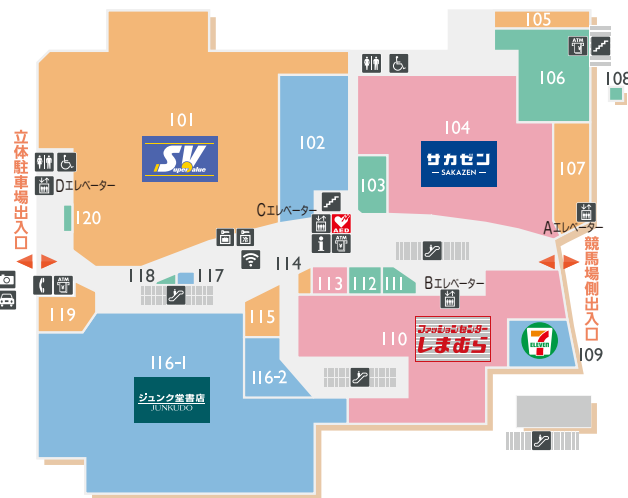 105
ATM
106
108
101
SV
Super Value
102
104
サカゼン
SAKAZEN
107
103
立体駐車場出入口
Dエレベーター
Cエレベーター
AED
i
ATM
Aエレベーター
競馬場側出入口
120
118
117
114
113
112
111
Bエレベーター
ATM
119
115
110
ファッションセンター
しまむら
7
ELEVEN
109
116-1
116-2
ジュンク堂書店
JUNKUDO